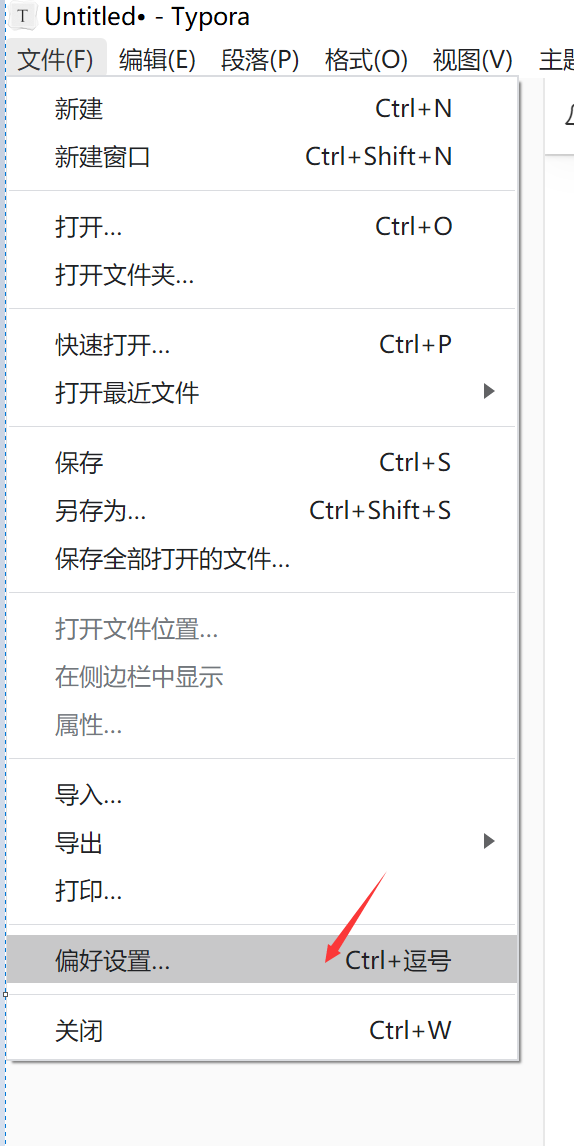 T Untitled• - Typora
文件(F) 编辑(E) 段落(P) 格式(O) 视图(V) 主题
新建 Ctrl+N
新建窗口 Ctrl+Shift+N
打开... Ctrl+O
打开文件夹...
快速打开... Ctrl+P
打开最近文件
保存 Ctrl+S
另存为... Ctrl+Shift+S
保存全部打开的文件...
打开文件位置...
在侧边栏中显示
属性...
导入...
导出
打印...
偏好设置... Ctrl+逗号
关闭 Ctrl+W